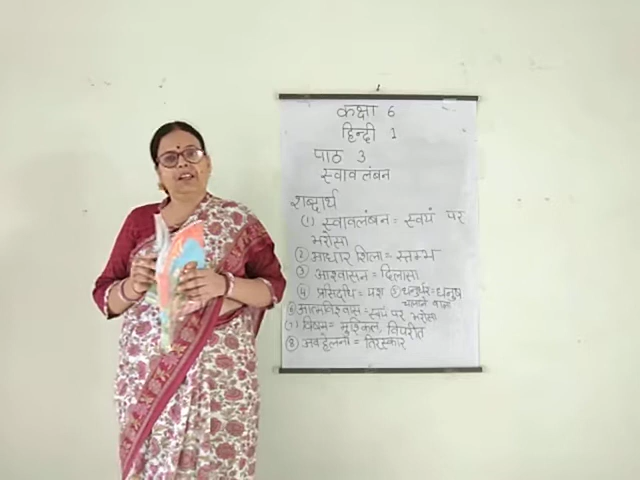 कक्षा 6
हिन्दी 1
पाठ 3
स्वावलंबन
शब्दार्थ
(1) स्वावलंबन = स्वयं पर
भरोसा
(2) आधार शिला = स्तम्भ
(3) आश्वासन = दिलासा
(4) = यश (5) धनुर्धर = धनुष
चलाने वाला
(6) आत्मविश्वास = स्वयं पर भरोसा
(7) विषम = मुश्किल, विपरीत
(8) अवहेलना = तिरस्कार